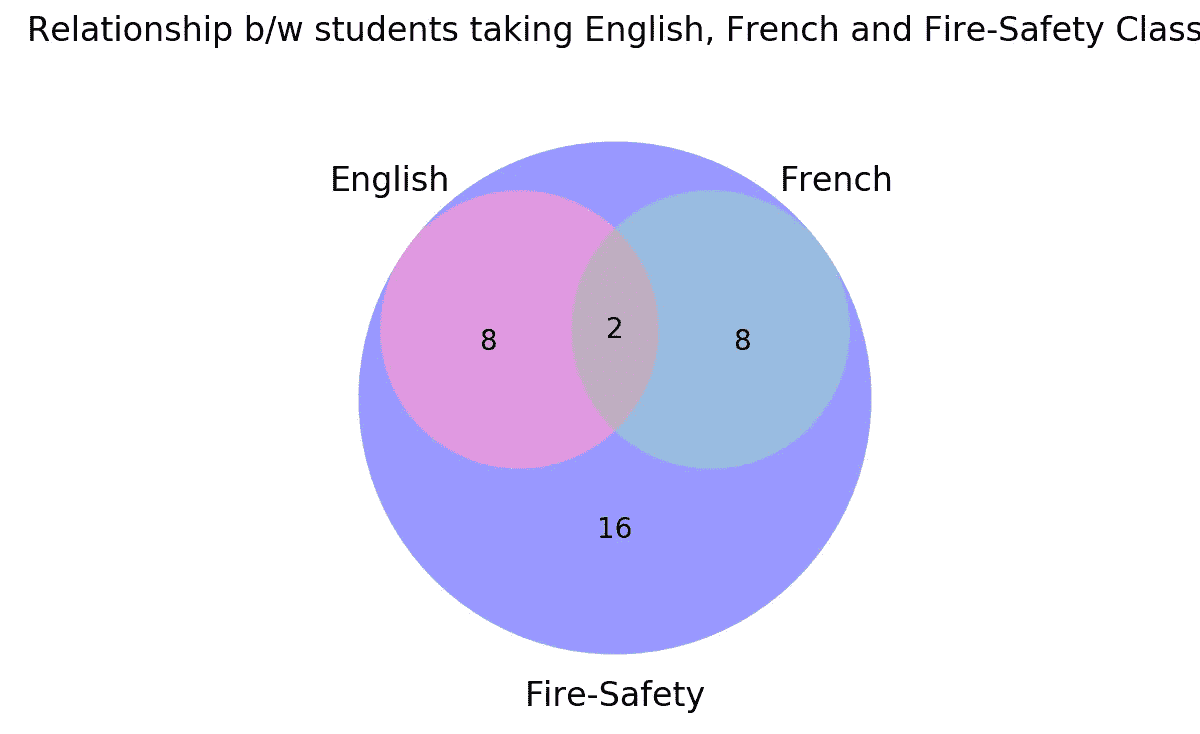 Relationship b/w students taking English, French and Fire-Safety Class
English
French
8
2
8
16
Fire-Safety